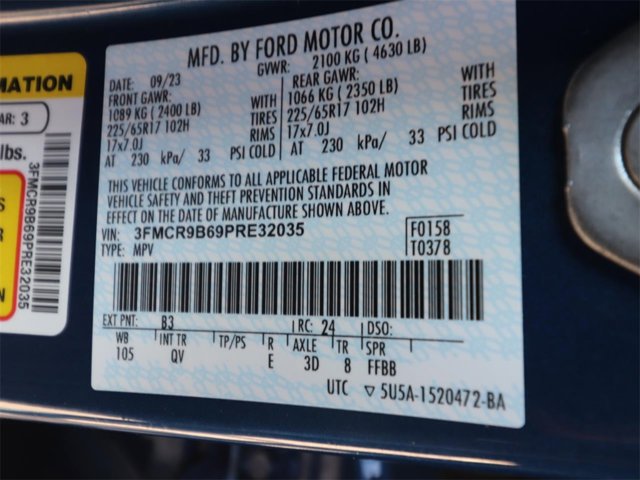 MFD. BY FORD MOTOR CO.
DATE: 09/23 GVWR: 2100 KG ( 4630 LB)
FRONT GAWR: REAR GAWR:
1089 KG ( 2400 LB) WITH 1066 KG ( 2350 LB) WITH
225/65R17 102H TIRES 225/65R17 102H TIRES
17x7.0J RIMS 17x7.0J RIMS
AT 230 kPa/ 33 PSI COLD AT 230 kPa/ 33 PSI COLD
THIS VEHICLE CONFORMS TO ALL APPLICABLE FEDERAL MOTOR
VEHICLE SAFETY AND THEFT PREVENTION STANDARDS IN
EFFECT ON THE DATE OF MANUFACTURE SHOWN ABOVE.
VIN: 3FMCR9B69PRE32035 F0158
TYPE: MPV T0378
EXT PNT: B3 RC: 24 DSO:
WB INT TR TP/PS R AXLE TR SPR
105 QV E 3D 8 FFBB
UTC 5U5A-1520472-BA
MATION
AR: 3
lbs.
3FMCR9B69PRE32035